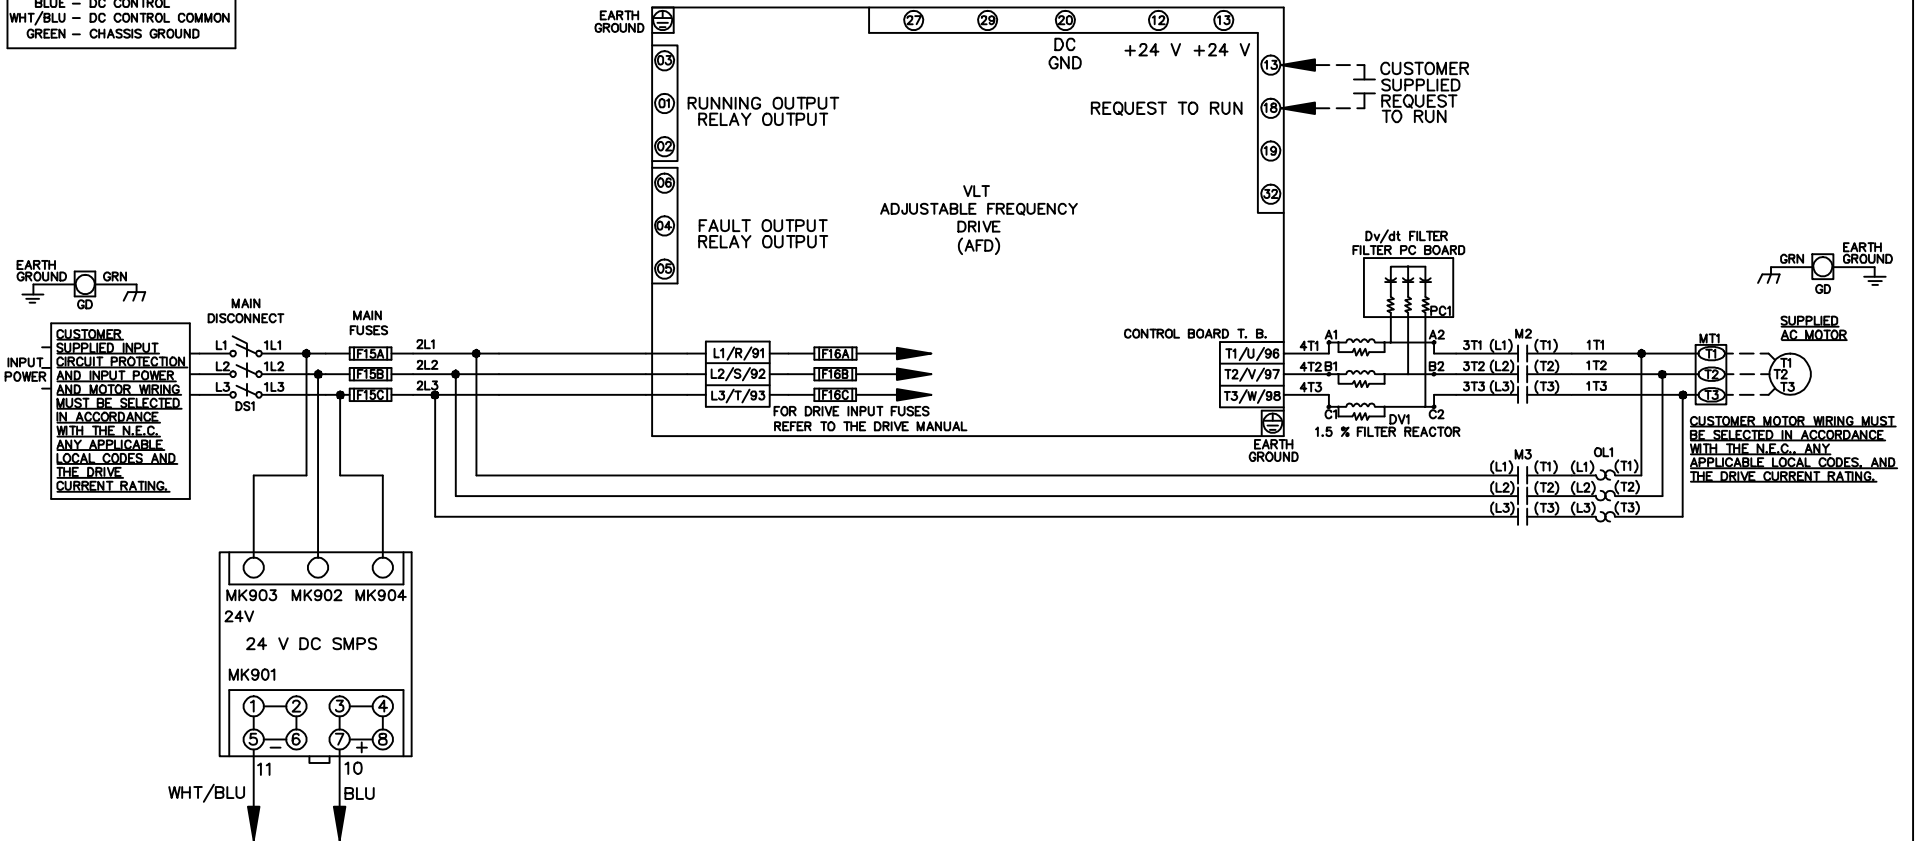 BLUE – DC CONTROL
WHT/BLU – DC CONTROL COMMON
GREEN – CHASSIS GROUND
EARTH
GROUND
27
29
20
12
13
DC
GND
+24 V
+24 V
03
01
02
RUNNING OUTPUT
RELAY OUTPUT
06
04
05
FAULT OUTPUT
RELAY OUTPUT
VLT
ADJUSTABLE FREQUENCY
DRIVE
(AFD)
REQUEST TO RUN
13
18
19
32
CUSTOMER
SUPPLIED
REQUEST
TO RUN
EARTH
GROUND
GRN
GD
INPUT
POWER
CUSTOMER
SUPPLIED INPUT
CIRCUIT PROTECTION
AND INPUT POWER
AND MOTOR WIRING
MUST BE SELECTED
IN ACCORDANCE
WITH THE N.E.C.
ANY APPLICABLE
LOCAL CODES AND
THE DRIVE
CURRENT RATING.
MAIN
DISCONNECT
L1
1L1
L2
1L2
L3
1L3
DS1
MAIN
FUSES
F15A
F15B
F15C
2L1
2L2
2L3
L1/R/91
L2/S/92
L3/T/93
F16A
F16B
F16C
FOR DRIVE INPUT FUSES
REFER TO THE DRIVE MANUAL
CONTROL BOARD T. B.
T1/U/96
T2/V/97
T3/W/98
EARTH
GROUND
4T1
4T2
4T3
Dv/dt FILTER
FILTER PC BOARD
PC1
A1
A2
B1
B2
C1
C2
DV1
1.5 % FILTER REACTOR
M2
3T1 (L1) (T1) 1T1
3T2 (L2) (T2) 1T2
3T3 (L3) (T3) 1T3
M3
OL1
(L1) (T1) (L1) (T1)
(L2) (T2) (L2) (T2)
(L3) (T3) (L3) (T3)
GRN
GD
EARTH
GROUND
SUPPLIED
AC MOTOR
MT1
T1
T2
T3
T1
T2
T3
CUSTOMER MOTOR WIRING MUST
BE SELECTED IN ACCORDANCE
WITH THE N.E.C., ANY
APPLICABLE LOCAL CODES, AND
THE DRIVE CURRENT RATING.
MK903 MK902 MK904
24V
24 V DC SMPS
MK901
1 2 3 4
5 – 6 7 + 8
11
10
WHT/BLU
BLU